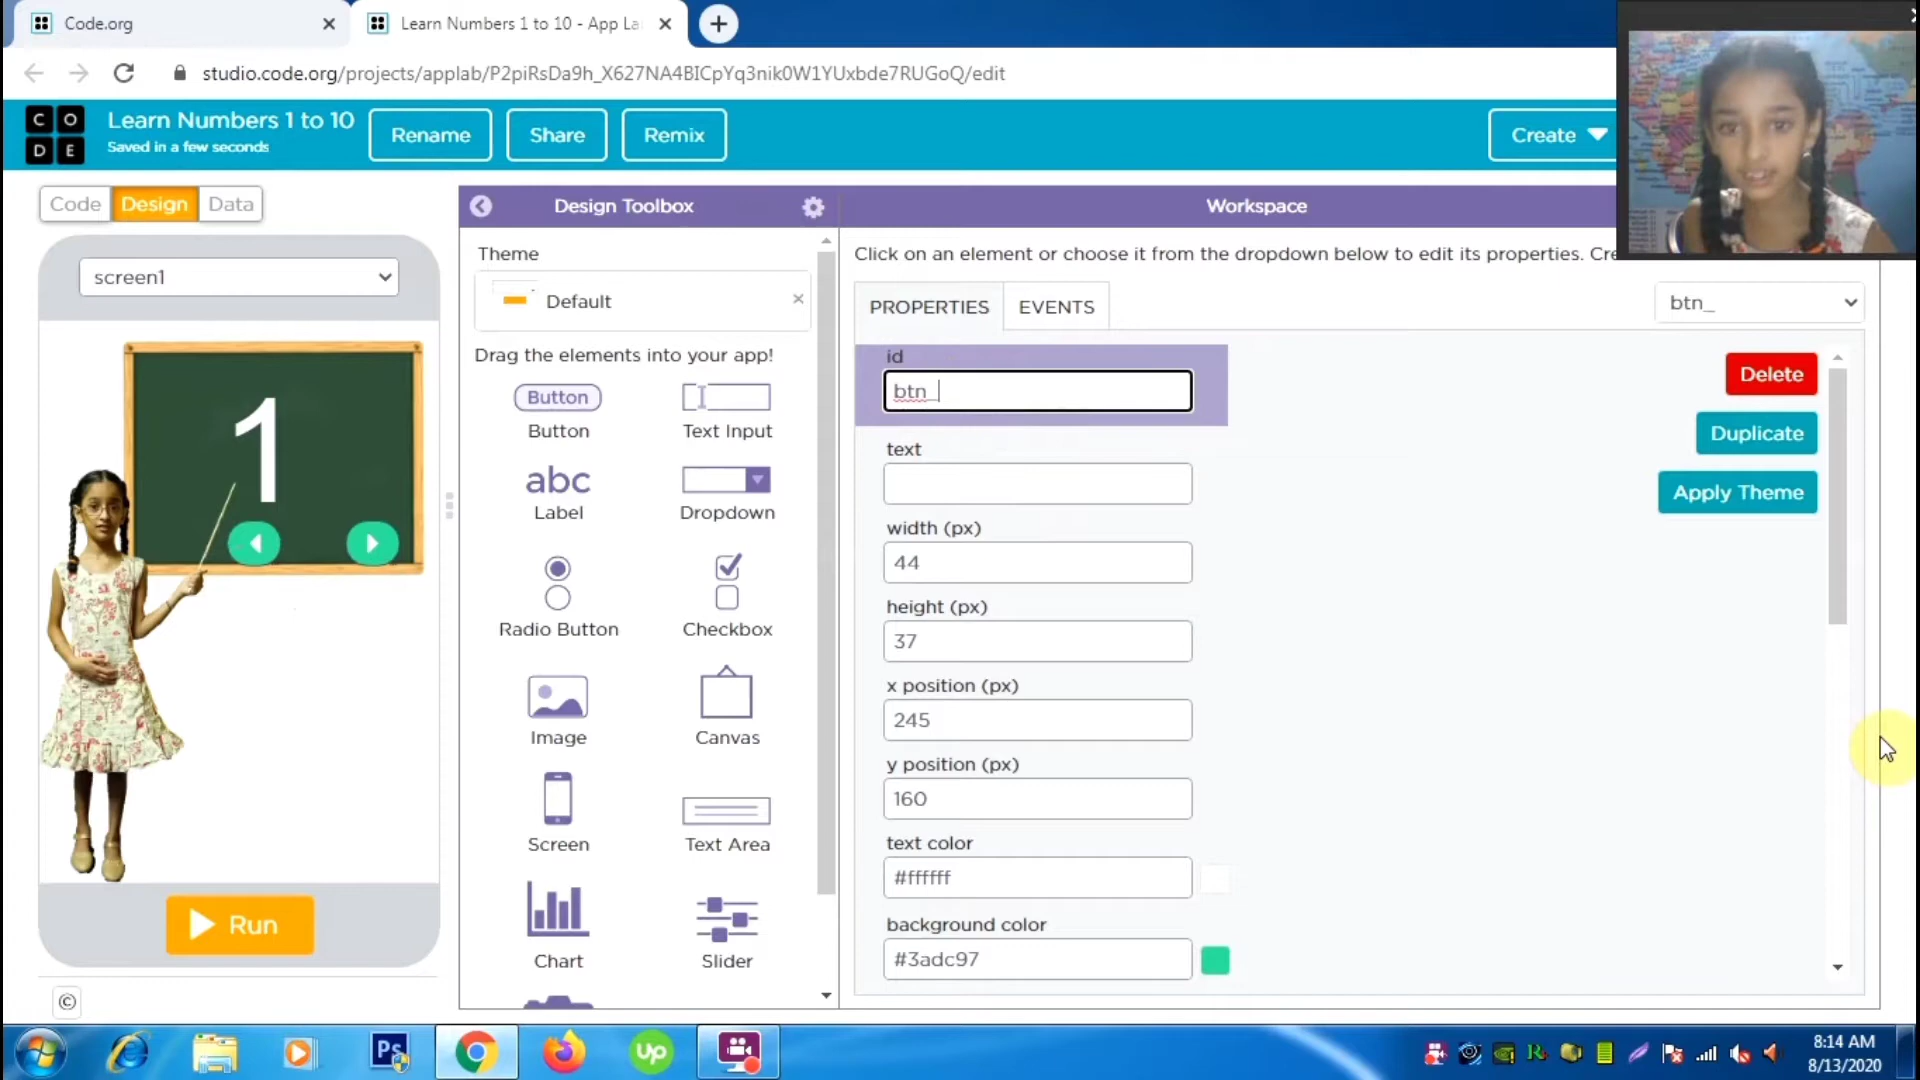 Code.org
Learn Numbers 1 to 10 - App La
studio.code.org/projects/applab/P2piRsDa9h_X627NA4BICpYq3nik0W1YUxbde7RUGoQ/edit
C O
D E
Learn Numbers 1 to 10
Saved in a few seconds
Rename
Share
Remix
Create
Code
Design
Data
Design Toolbox
Workspace
screen1
1
Run
©
Theme
Default
Drag the elements into your app!
Button
Button
Text Input
abc
Label
Dropdown
Radio Button
Checkbox
Image
Canvas
Screen
Text Area
Chart
Slider
Click on an element or choose it from the dropdown below to edit its properties. Cre
PROPERTIES
EVENTS
btn_
id
btn_
text
width (px)
44
height (px)
37
x position (px)
245
y position (px)
160
text color
#ffffff
background color
#3adc97
Delete
Duplicate
Apply Theme
Ps
Up
8:14 AM
8/13/2020